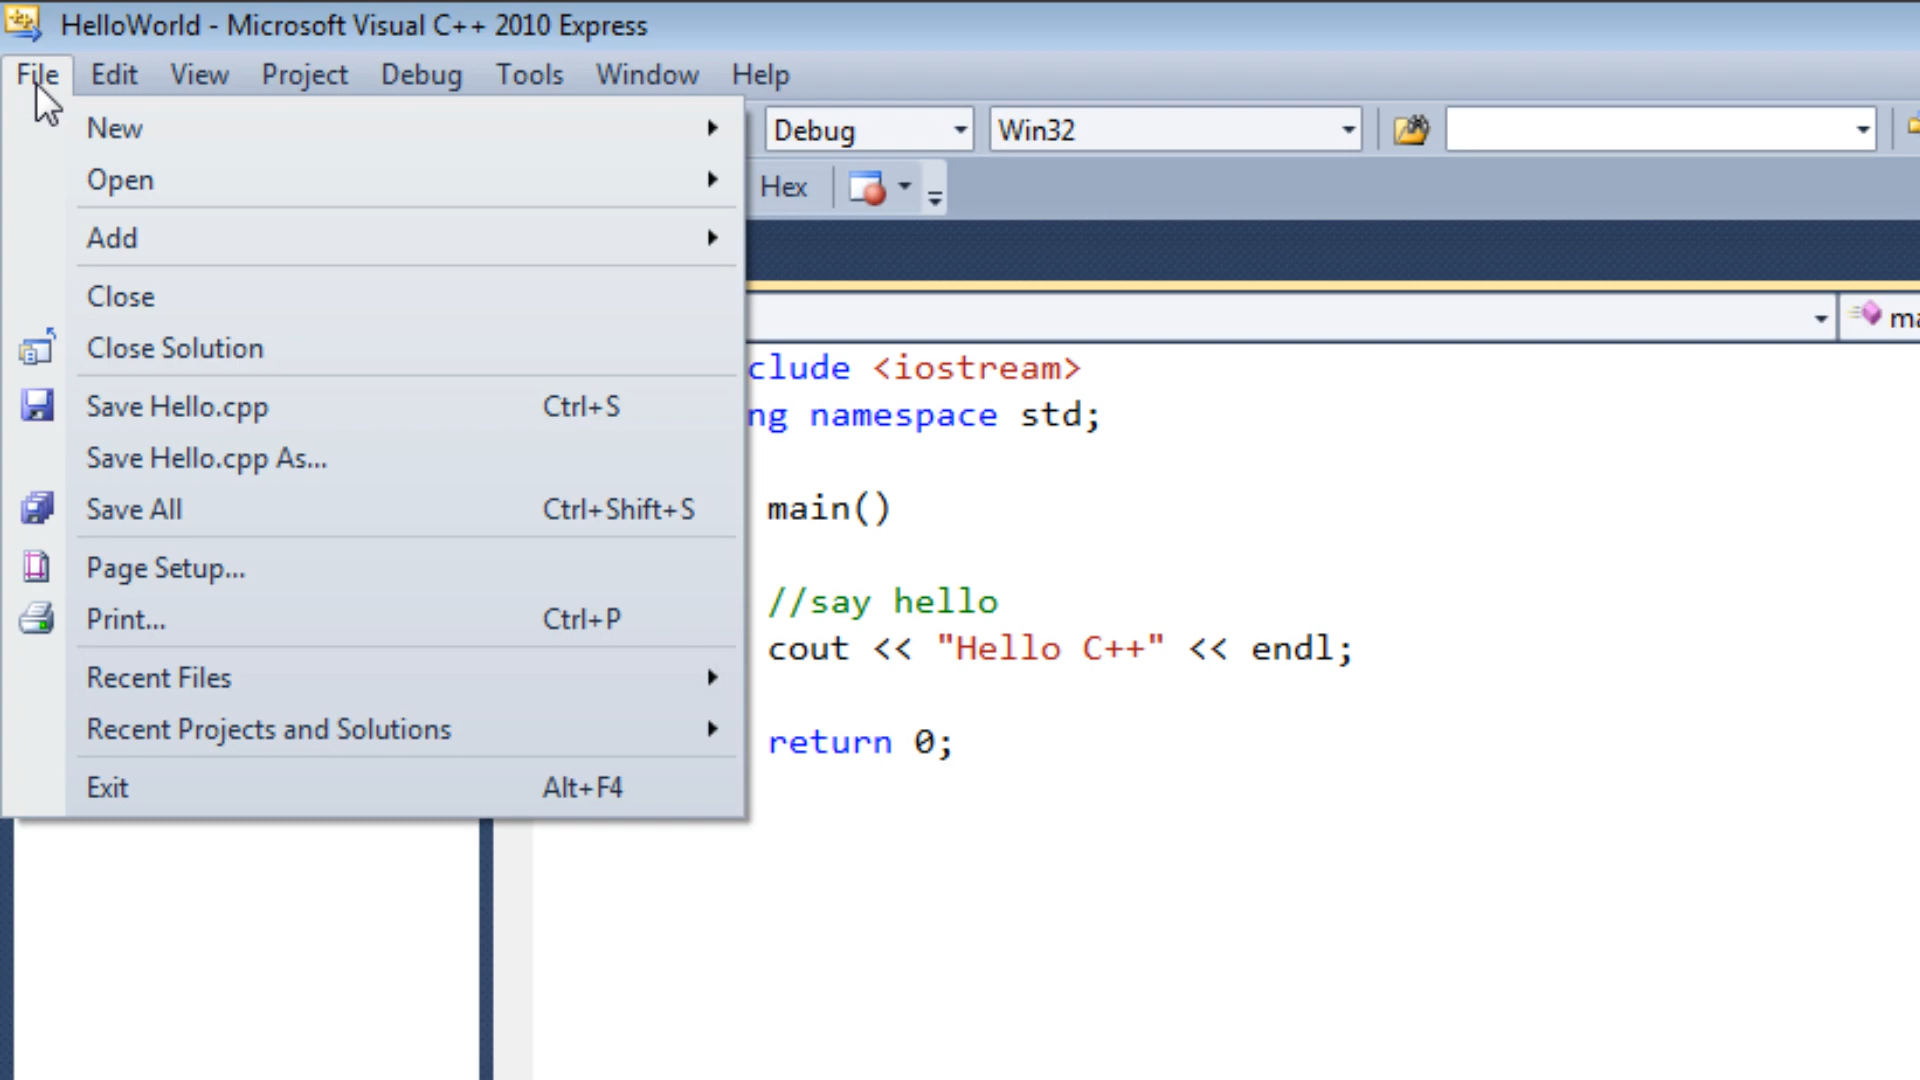 HelloWorld - Microsoft Visual C++ 2010 Express
File Edit View Project Debug Tools Window Help
New
Open
Add
Close
Close Solution
Save Hello.cpp Ctrl+S
Save Hello.cpp As...
Save All Ctrl+Shift+S
Page Setup...
Print... Ctrl+P
Recent Files
Recent Projects and Solutions
Exit Alt+F4
Debug Win32
Hex
ma
clude <iostream>
ng namespace std;
main()
//say hello
cout << "Hello C++" << endl;
return 0;